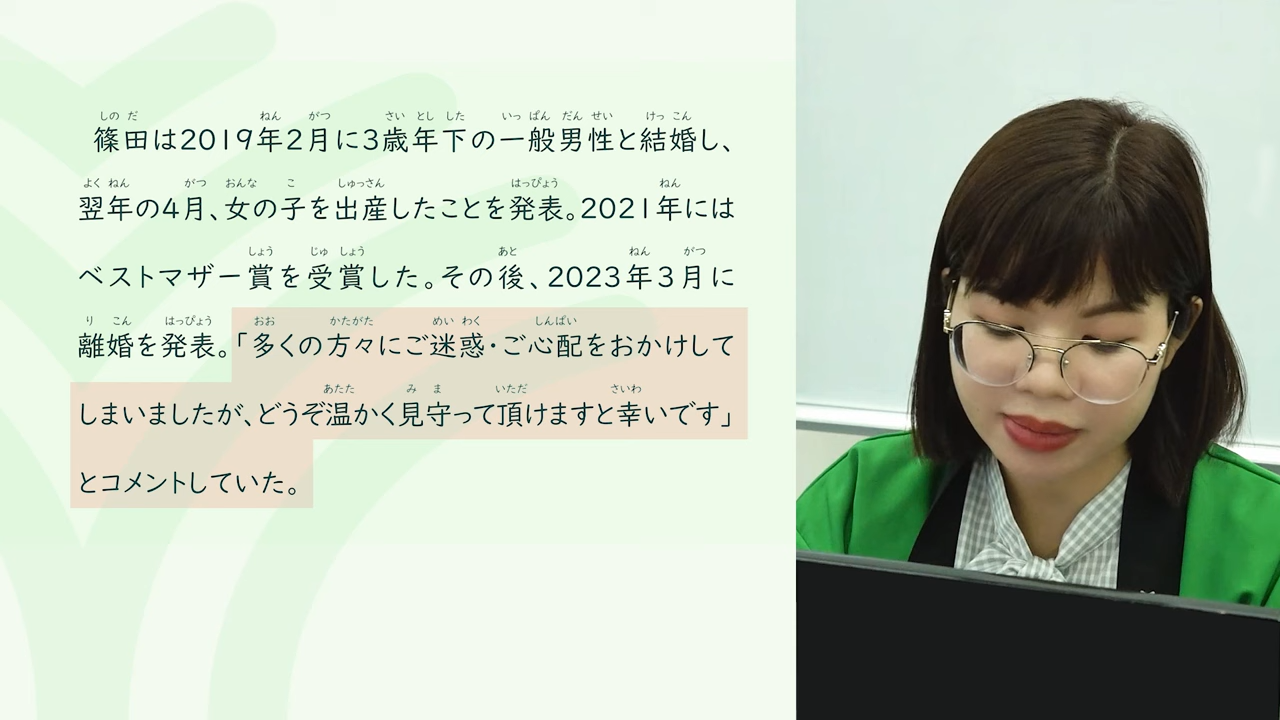 篠田は2019年2月に3歳年下の一般男性と結婚し、
翌年の4月、女の子を出産したことを発表。2021年には
ベストマザー賞を受賞した。その後、2023年3月に
離婚を発表。「多くの方々にご迷惑・ご心配をおかけして
しまいましたが、どうぞ温かく見守って頂けますと幸いです」
とコメントしていた。